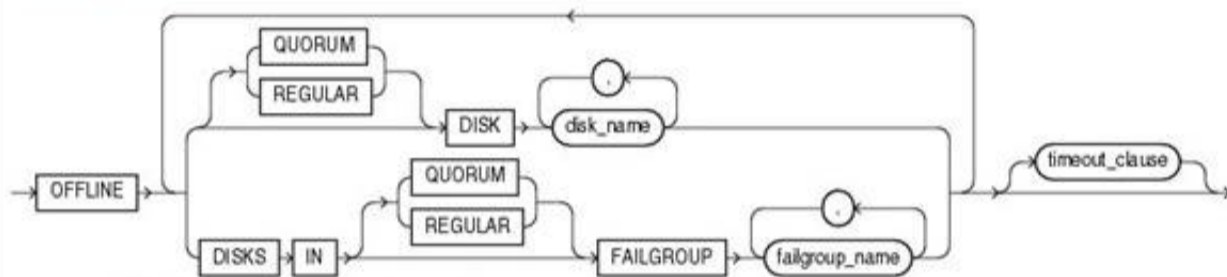 QUORUM
REGULAR
DISK
,
disk_name
OFFLINE
timeout_clause
QUORUM
REGULAR
,
DISKS IN
FAILGROUP
failgroup_name